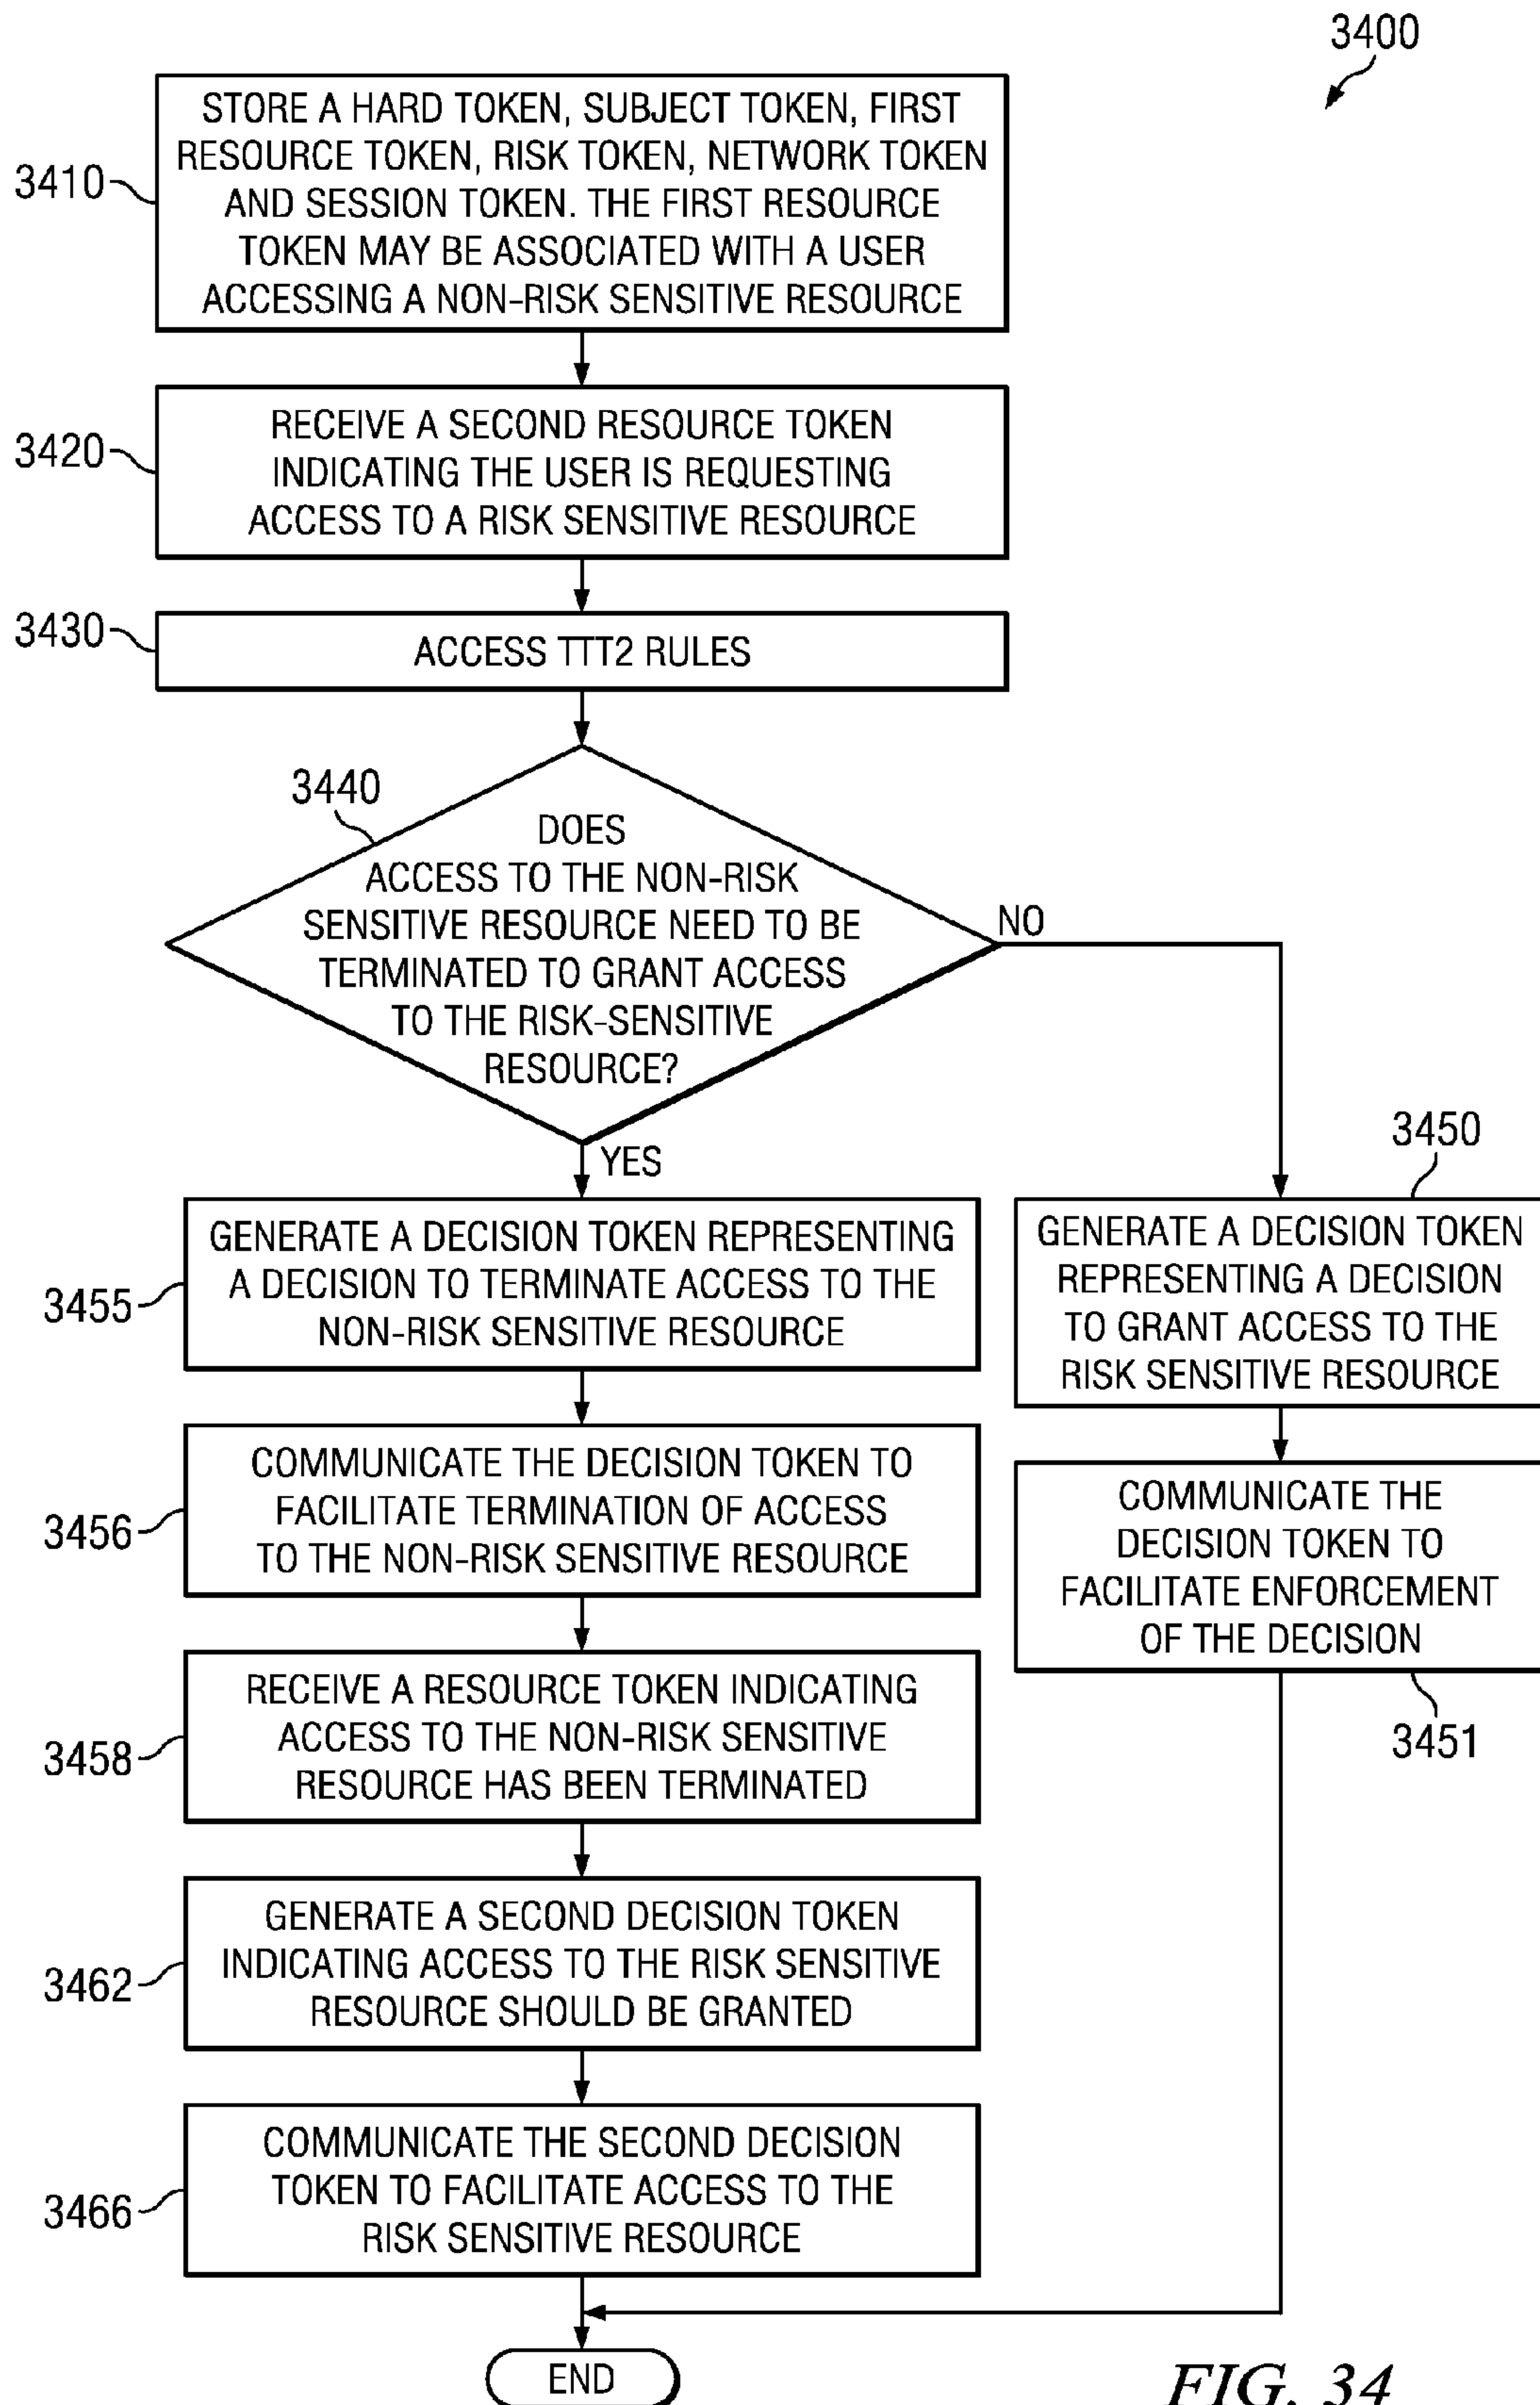 3400
3410
STORE A HARD TOKEN, SUBJECT TOKEN, FIRST
RESOURCE TOKEN, RISK TOKEN, NETWORK TOKEN
AND SESSION TOKEN. THE FIRST RESOURCE
TOKEN MAY BE ASSOCIATED WITH A USER
ACCESSING A NON-RISK SENSITIVE RESOURCE
3420
RECEIVE A SECOND RESOURCE TOKEN
INDICATING THE USER IS REQUESTING
ACCESS TO A RISK SENSITIVE RESOURCE
3430
ACCESS TTT2 RULES
3440
DOES
ACCESS TO THE NON-RISK
SENSITIVE RESOURCE NEED TO BE
TERMINATED TO GRANT ACCESS
TO THE RISK-SENSITIVE
RESOURCE?
NO
YES
3450
GENERATE A DECISION TOKEN
REPRESENTING A DECISION
TO GRANT ACCESS TO THE
RISK SENSITIVE RESOURCE
COMMUNICATE THE
DECISION TOKEN TO
FACILITATE ENFORCEMENT
OF THE DECISION
3451
3455
GENERATE A DECISION TOKEN REPRESENTING
A DECISION TO TERMINATE ACCESS TO THE
NON-RISK SENSITIVE RESOURCE
3456
COMMUNICATE THE DECISION TOKEN TO
FACILITATE TERMINATION OF ACCESS
TO THE NON-RISK SENSITIVE RESOURCE
3458
RECEIVE A RESOURCE TOKEN INDICATING
ACCESS TO THE NON-RISK SENSITIVE
RESOURCE HAS BEEN TERMINATED
3462
GENERATE A SECOND DECISION TOKEN
INDICATING ACCESS TO THE RISK SENSITIVE
RESOURCE SHOULD BE GRANTED
3466
COMMUNICATE THE SECOND DECISION
TOKEN TO FACILITATE ACCESS TO THE
RISK SENSITIVE RESOURCE
END
FIG. 34